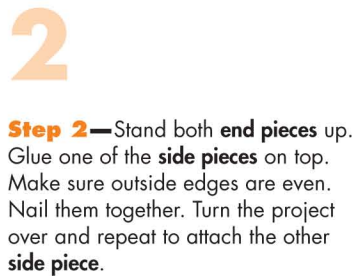 2
Step 2—Stand both end pieces up.
Glue one of the side pieces on top.
Make sure outside edges are even.
Nail them together. Turn the project
over and repeat to attach the other
side piece.